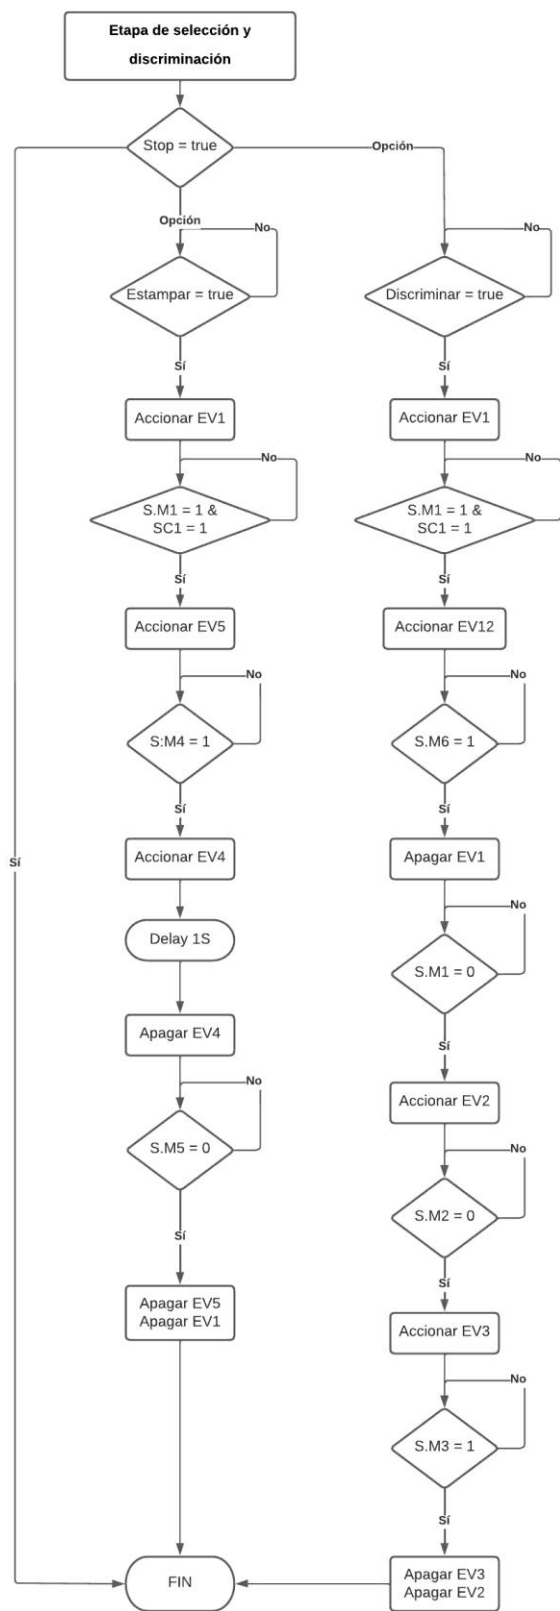 Etapa de selección y
discriminación
Stop = true
Opción
Opción
No
No
Estampar = true
Discriminar = true
Sí
Sí
Accionar EV1
Accionar EV1
No
No
S.M1 = 1 &
SC1 = 1
S.M1 = 1 &
SC1 = 1
Sí
Sí
Accionar EV5
Accionar EV12
No
No
S:M4 = 1
S.M6 = 1
Sí
Sí
Accionar EV4
Apagar EV1
Sí
No
Delay 1S
S.M1 = 0
Apagar EV4
Sí
No
Accionar EV2
S.M5 = 0
No
S.M2 = 0
Sí
Sí
Apagar EV5
Apagar EV1
Accionar EV3
No
S.M3 = 1
Sí
FIN
Apagar EV3
Apagar EV2